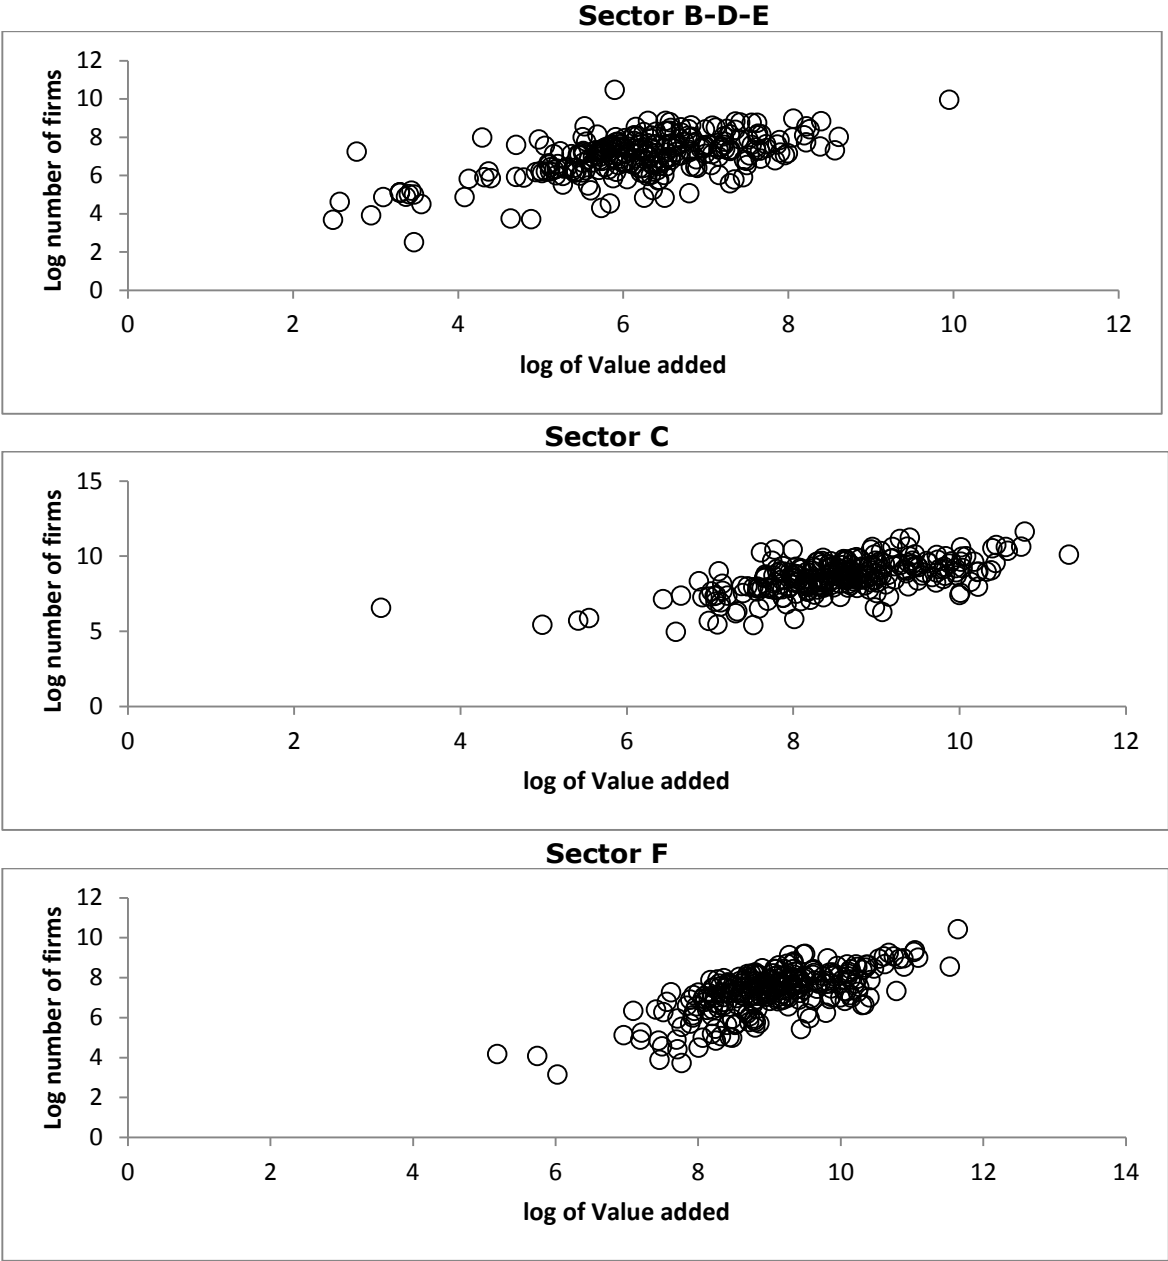 Sector B-D-E
Log number of firms
12
10
8
6
4
2
0
0 2 4 6 8 10 12
log of Value added
Sector C
Log number of firms
15
10
5
0
0 2 4 6 8 10 12
log of Value added
Sector F
Log number of firms
12
10
8
6
4
2
0
0 2 4 6 8 10 12 14
log of Value added